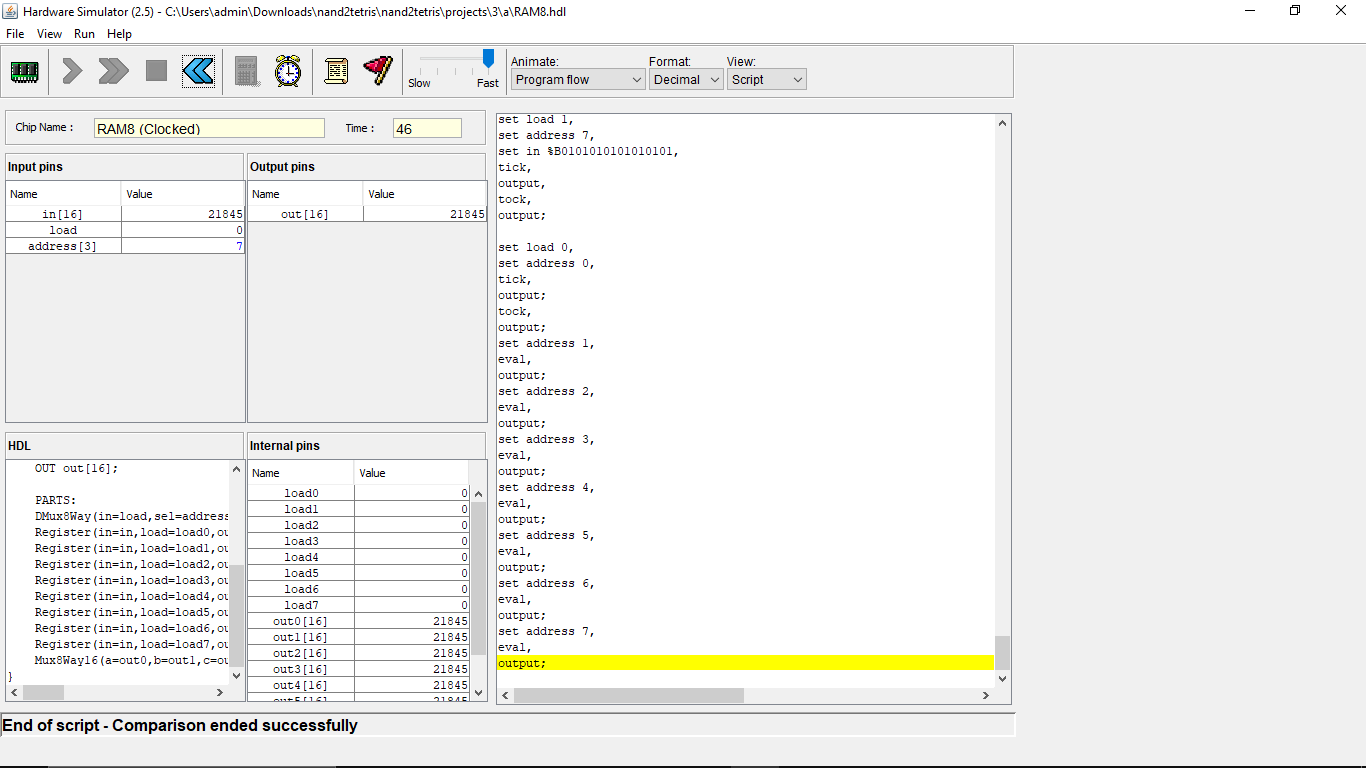 Hardware Simulator (2.5) - C:\Users\admin\Downloads\nand2tetris\nand2tetris\projects\3\a\RAM8.hdl
File View Run Help
Slow Fast
Animate: Format: View:
Program flow Decimal Script
Chip Name : RAM8 (Clocked) Time : 46
Input pins
Name Value
in[16] 21845
load 0
address[3] 7
Output pins
Name Value
out[16] 21845
HDL
OUT out[16];
PARTS:
DMux8Way(in=load,sel=address
Register(in=in,load=load0,ou
Register(in=in,load=load1,ou
Register(in=in,load=load2,ou
Register(in=in,load=load3,ou
Register(in=in,load=load4,ou
Register(in=in,load=load5,ou
Register(in=in,load=load6,ou
Register(in=in,load=load7,ou
Mux8Way16(a=out0,b=out1,c=ou
}
Internal pins
Name Value
load0 0
load1 0
load2 0
load3 0
load4 0
load5 0
load6 0
load7 0
out0[16] 21845
out1[16] 21845
out2[16] 21845
out3[16] 21845
out4[16] 21845
out5[16] 21845
set load 1,
set address 7,
set in %B0101010101010101,
tick,
output,
tock,
output;
set load 0,
set address 0,
tick,
output;
tock,
output;
set address 1,
eval,
output;
set address 2,
eval,
output;
set address 3,
eval,
output;
set address 4,
eval,
output;
set address 5,
eval,
output;
set address 6,
eval,
output;
set address 7,
eval,
output;
End of script - Comparison ended successfully